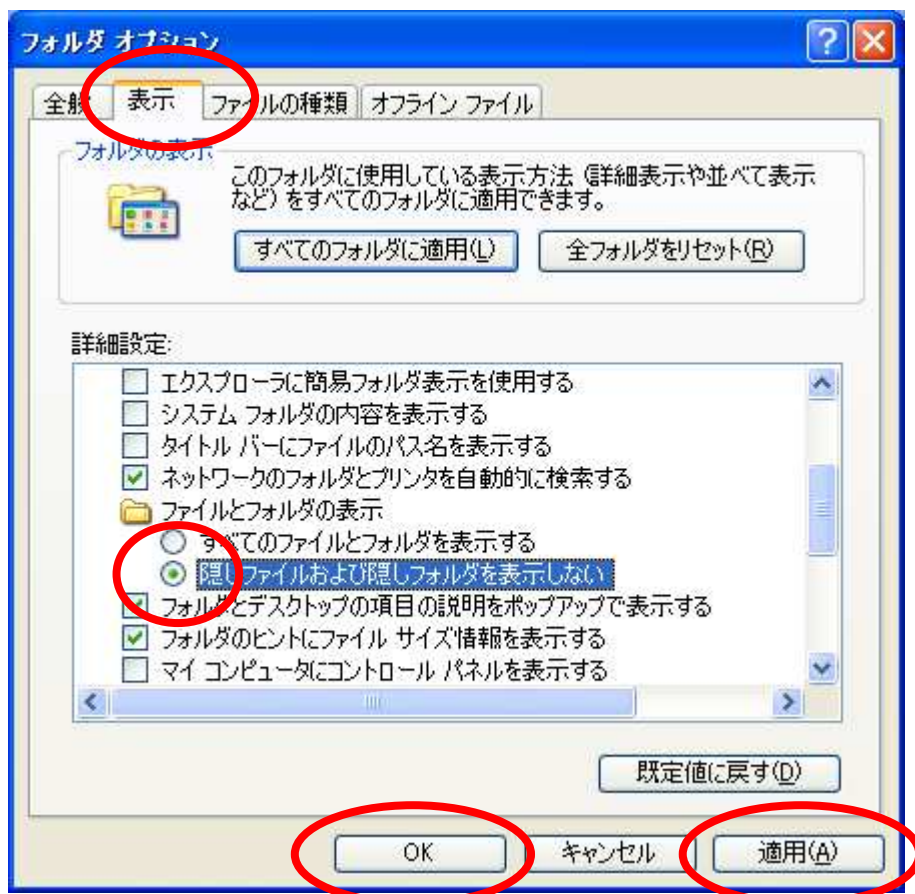 フォルダ オプション
全般 表示 ファイルの種類 オフライン ファイル
フォルダの表示
このフォルダに使用している表示方法 (詳細表示や並べて表示
など) をすべてのフォルダに適用できます。
すべてのフォルダに適用(L) 全フォルダをリセット(R)
詳細設定:
エクスプローラに簡易フォルダ表示を使用する
システム フォルダの内容を表示する
タイトル バーにファイルのパス名を表示する
ネットワークのフォルダとプリンタを自動的に検索する
ファイルとフォルダの表示
すべてのファイルとフォルダを表示する
隠しファイルおよび隠しフォルダを表示しない
フォルダとデスクトップの項目の説明をポップアップで表示する
フォルダのヒントにファイル サイズ情報を表示する
マイ コンピュータにコントロール パネルを表示する
既定値に戻す(D)
OK キャンセル 適用(A)